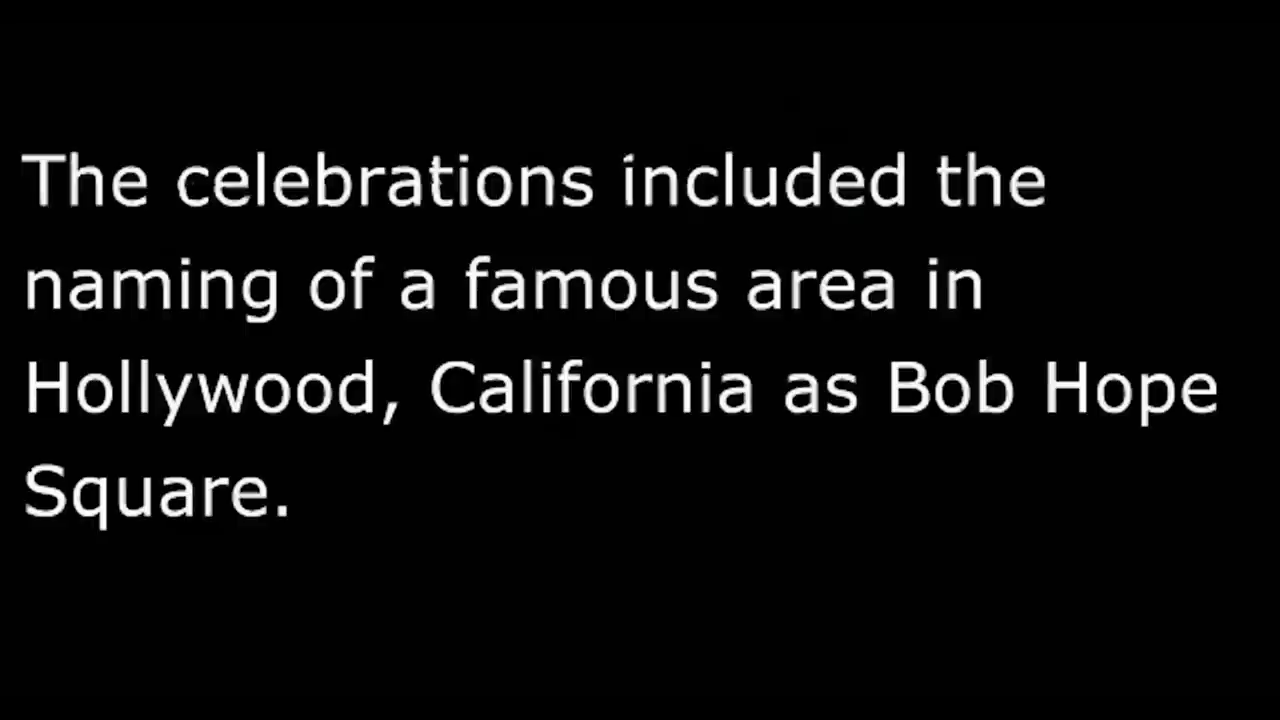 The celebrations included the
naming of a famous area in
Hollywood, California as Bob Hope
Square.